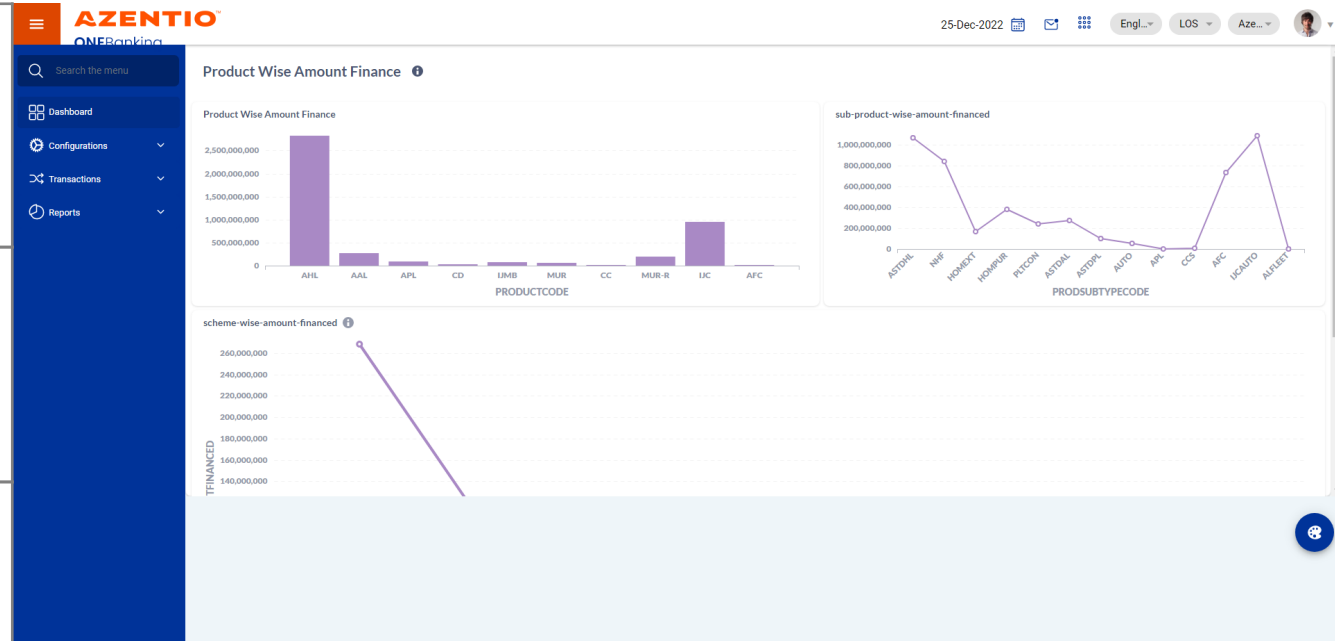 AZENTIO™
ONEBanking
25-Dec-2022
Engl...
LOS
Aze...
Search the menu
Dashboard
Configurations
Transactions
Reports
Product Wise Amount Finance
Product Wise Amount Finance
2,500,000,000
2,000,000,000
1,500,000,000
1,000,000,000
500,000,000
0
AHL AAL APL CD IJMB MUR CC MUR-R IJC AFC
PRODUCTCODE
sub-product-wise-amount-financed
1,000,000,000
800,000,000
600,000,000
400,000,000
200,000,000
0
ASTDHL NHF HOMEXT HOMPUR PLTCON ASTDAL ASTDPL AUTO APL CCS AFC IJCAUTO ALFLEET
PRODSUBTYPECODE
scheme-wise-amount-financed
260,000,000
240,000,000
220,000,000
200,000,000
180,000,000
160,000,000
140,000,000
TFINANCED